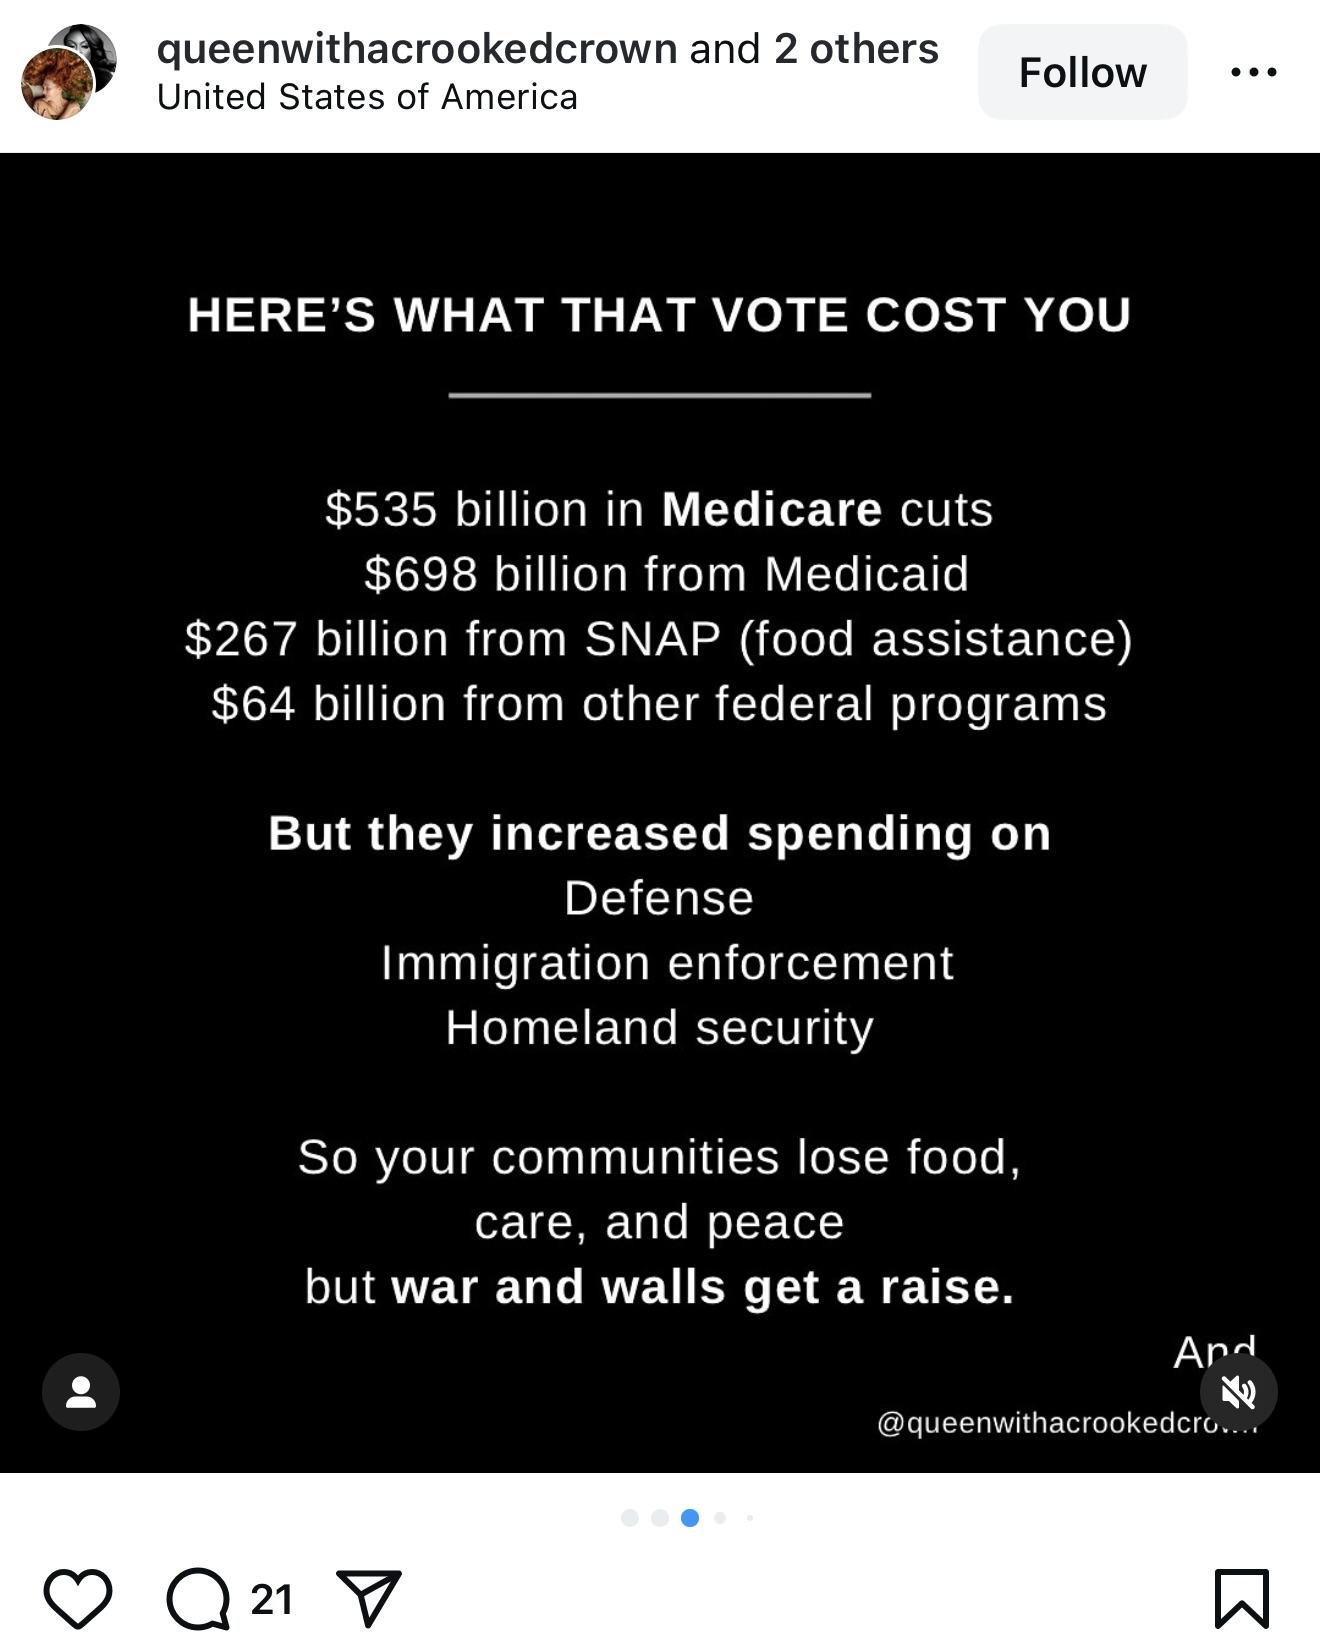 queenwithacrookedcrown and 2 others
United States of America
Follow
HERE’S WHAT THAT VOTE COST YOU
$535 billion in Medicare cuts
$698 billion from Medicaid
$267 billion from SNAP (food assistance)
$64 billion from other federal programs
But they increased spending on
Defense
Immigration enforcement
Homeland security
So your communities lose food,
care, and peace
but war and walls get a raise.
And
@queenwithacrookedcrown
21